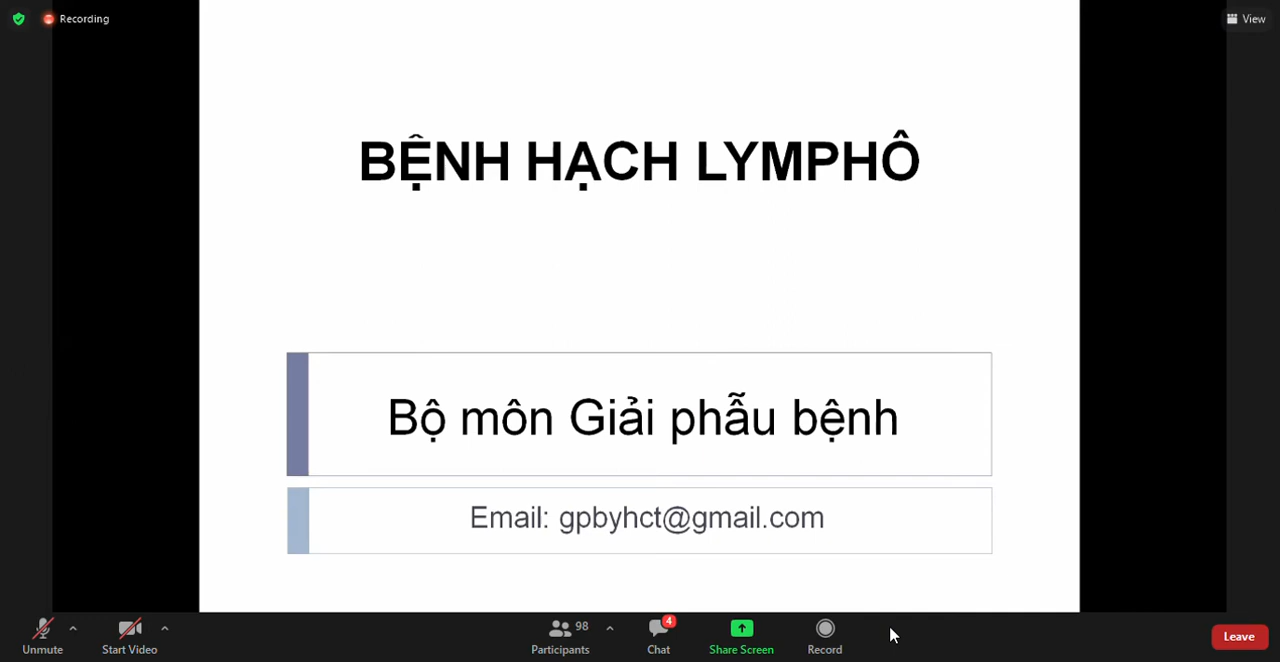 Recording
View
BỆNH HẠCH LYMPHÔ
Bộ môn Giải phẫu bệnh
Email: gpbyhct@gmail.com
98
4
Unmute
Start Video
Participants
Chat
Share Screen
Record
Leave